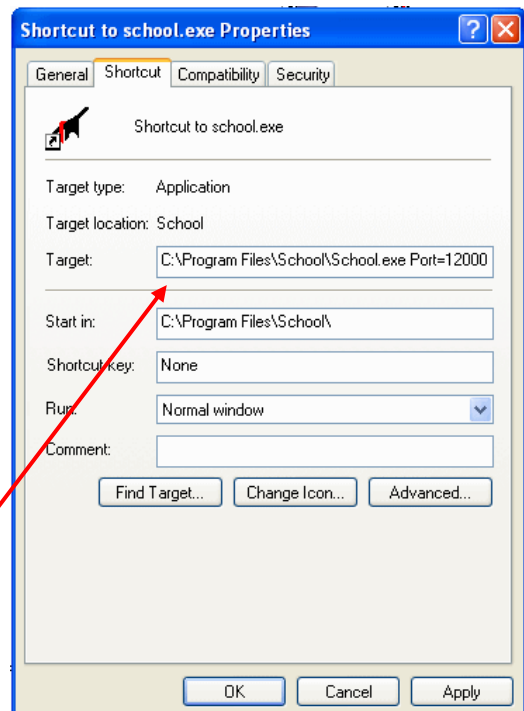 Shortcut to school.exe Properties
General Shortcut Compatibility Security
Shortcut to school.exe
Target type: Application
Target location: School
Target: C:\Program Files\School\School.exe Port=12000
Start in: C:\Program Files\School\
Shortcut key: None
Run: Normal window
Comment:
Find Target... Change Icon... Advanced...
OK Cancel Apply